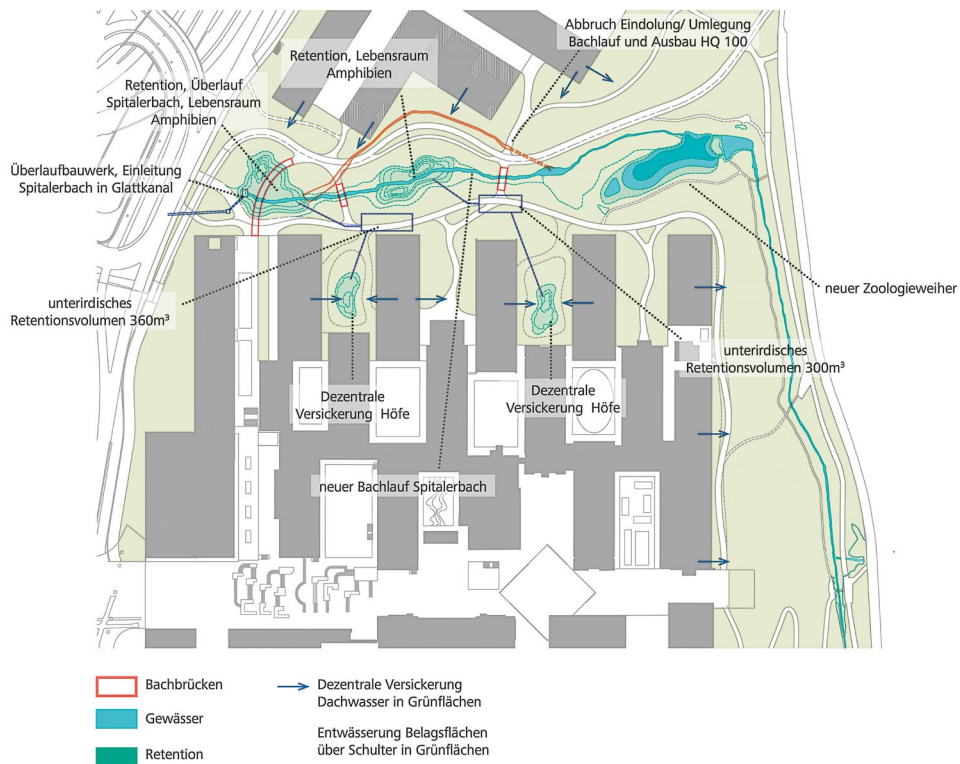 Abbruch Eindolung/ Umlegung
Bachlauf und Ausbau HQ 100
Retention, Lebensraum
Amphibien
Retention, Überlauf
Spitalerbach, Lebensraum
Amphibien
Überlaufbauwerk, Einleitung
Spitalerbach in Glattkanal
neuer Zoologieweiher
unterirdisches
Retentionsvolumen 360m³
unterirdisches
Retentionsvolumen 300m³
Dezentrale
Versickerung Höfe
Dezentrale
Versickerung Höfe
neuer Bachlauf Spitalerbach
Bachbrücken
Gewässer
Retention
Dezentrale Versickerung
Dachwasser in Grünflächen
Entwässerung Belagsflächen
über Schulter in Grünflächen